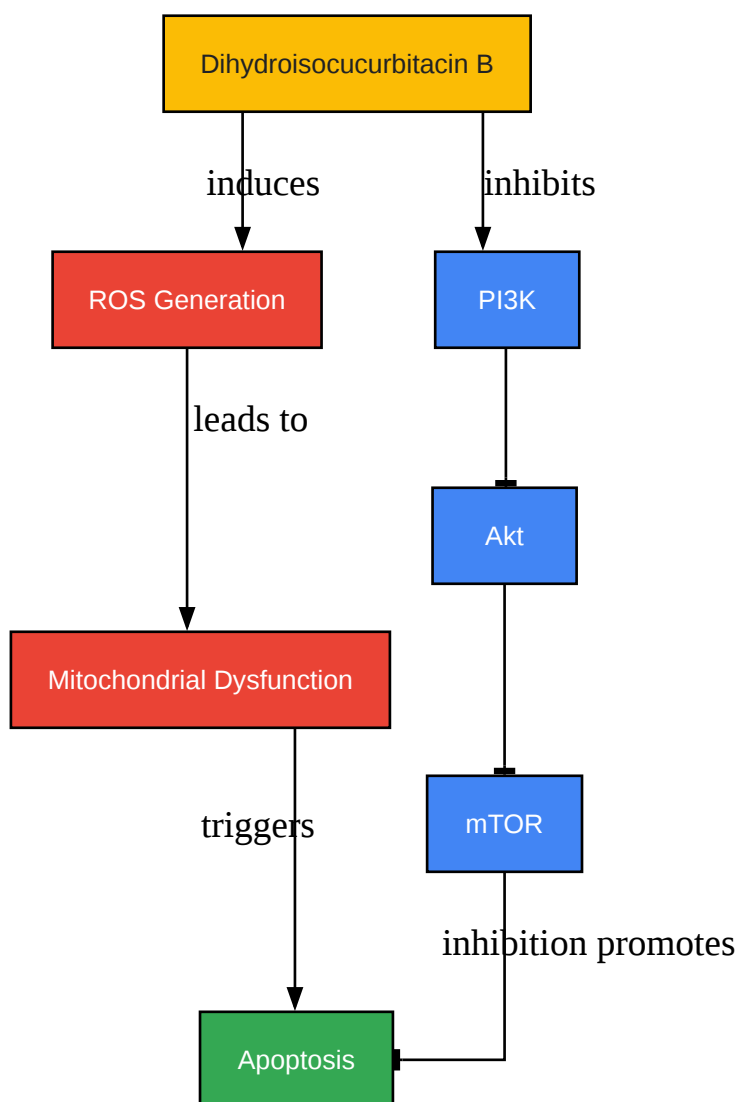 Dihydroisocucurbitacin B
induces
inhibits
ROS Generation
PI3K
leads to
Akt
Mitochondrial Dysfunction
triggers
mTOR
inhibition promotes
Apoptosis